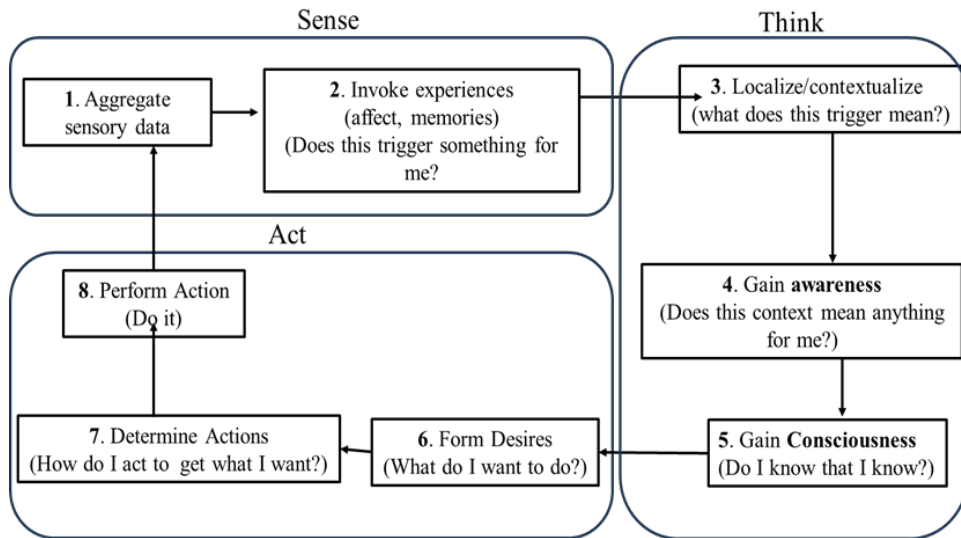 Sense
Think
1. Aggregate
sensory data
2. Invoke experiences
(affect, memories)
(Does this trigger something for
me?
3. Localize/contextualize
(what does this trigger mean?)
Act
4. Gain awareness
(Does this context mean anything
for me?)
5. Gain Consciousness
(Do I know that I know?)
6. Form Desires
(What do I want to do?)
7. Determine Actions
(How do I act to get what I want?)
8. Perform Action
(Do it)